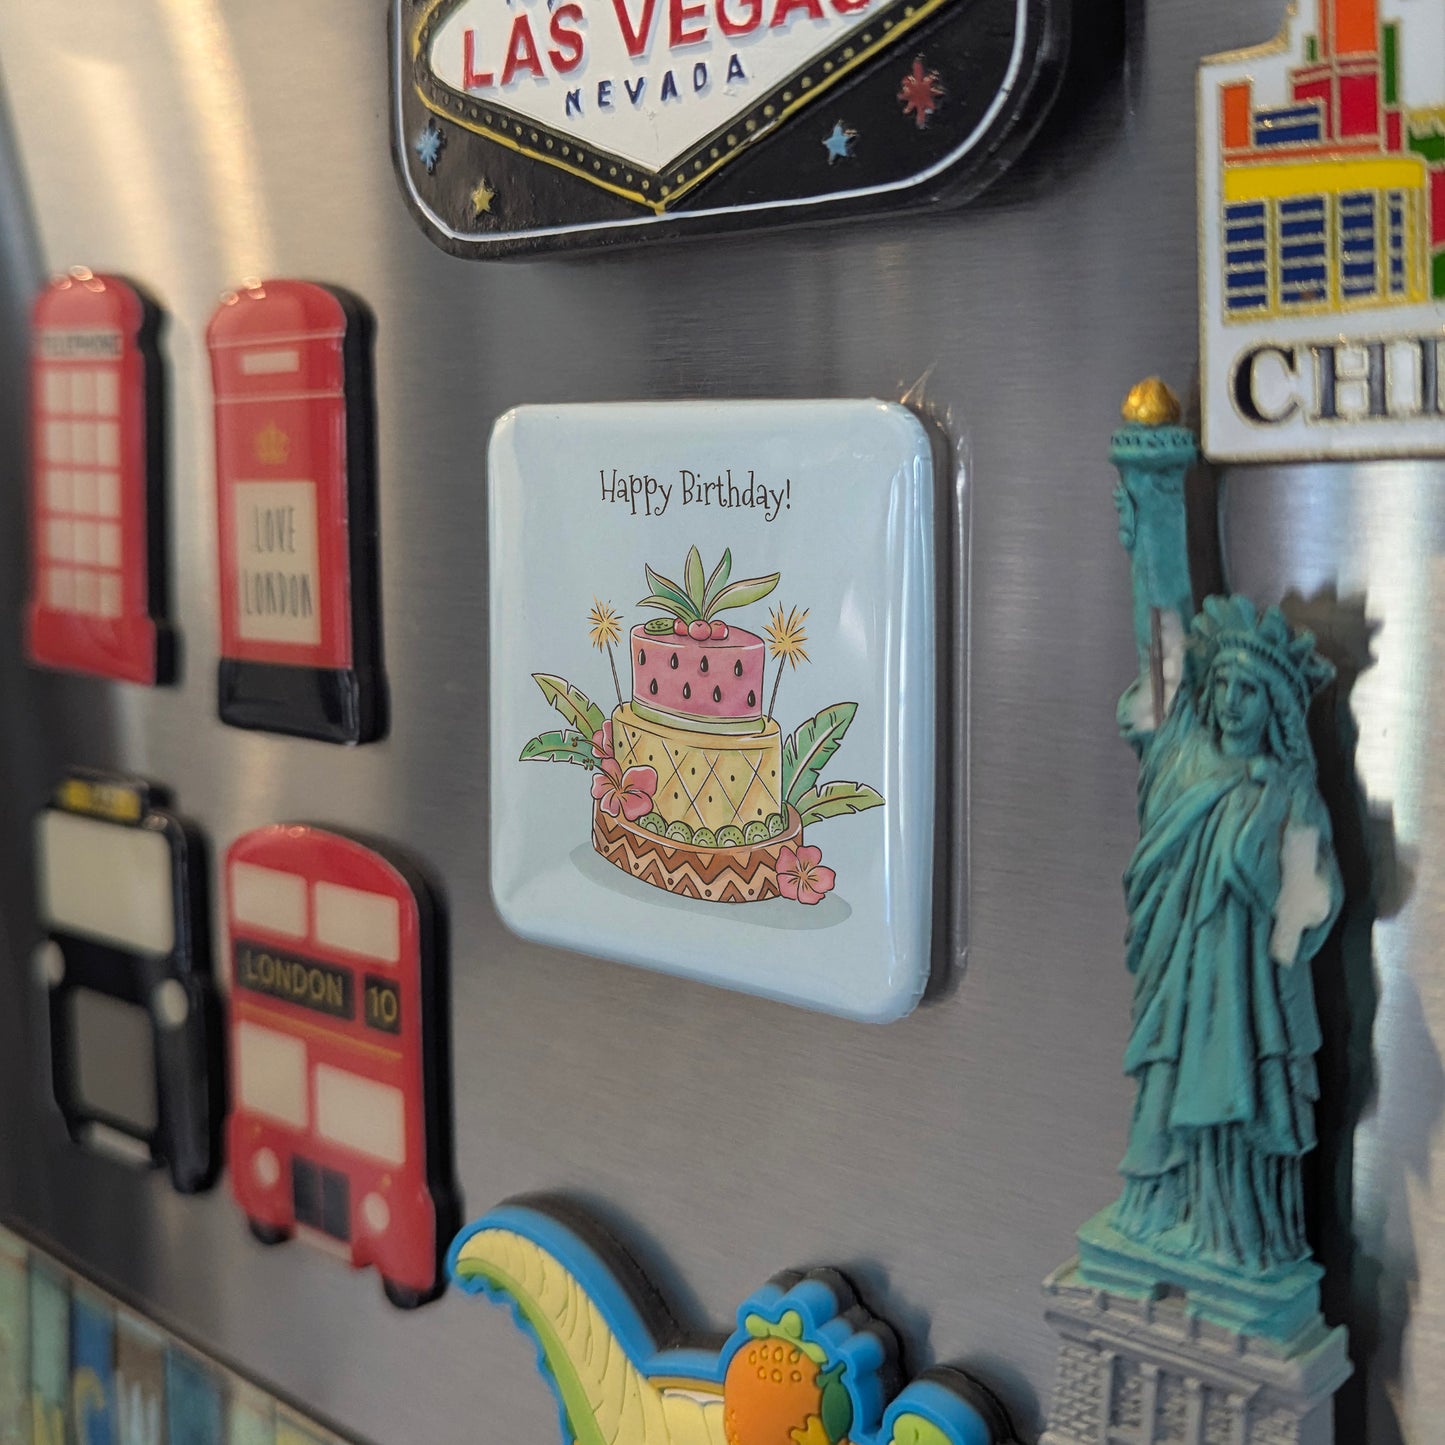 LAS VEGAS
NEVADA
CHI
TELEPHONE
Happy Birthday!
LOVE
LONDON
LONDON 10